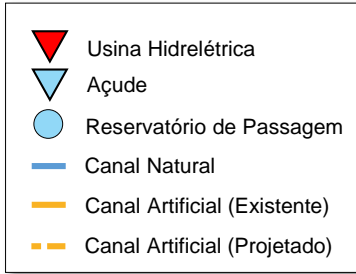 Usina Hidrelétrica
Açude
Reservatório de Passagem
Canal Natural
Canal Artificial (Existente)
Canal Artificial (Projetado)